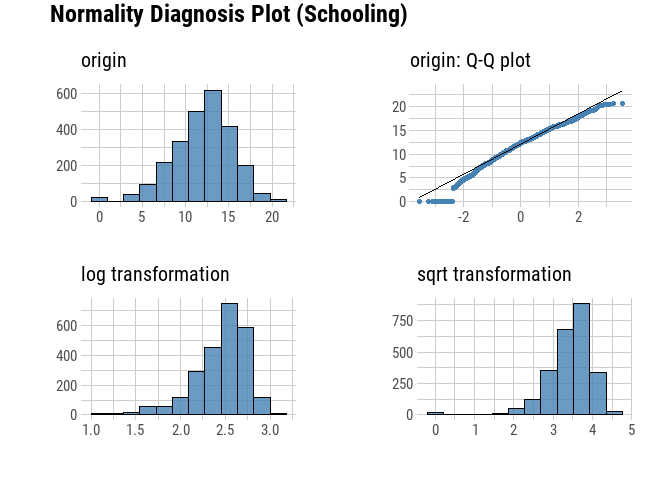 Normality Diagnosis Plot (Schooling)
origin
origin: Q-Q plot
600
400
200
0
0 5 10 15 20
20
15
10
5
0
-2 0 2
log transformation
sqrt transformation
600
400
200
0
1.0 1.5 2.0 2.5 3.0
750
500
250
0
0 1 2 3 4 5